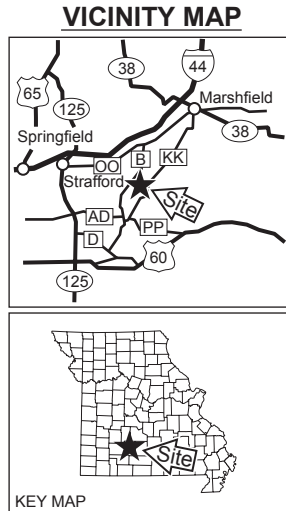 VICINITY MAP
38
44
65
125
Marshfield
Springfield
38
B
KK
OO
Strafford
Site
AD
PP
D
60
125
Site
KEY MAP